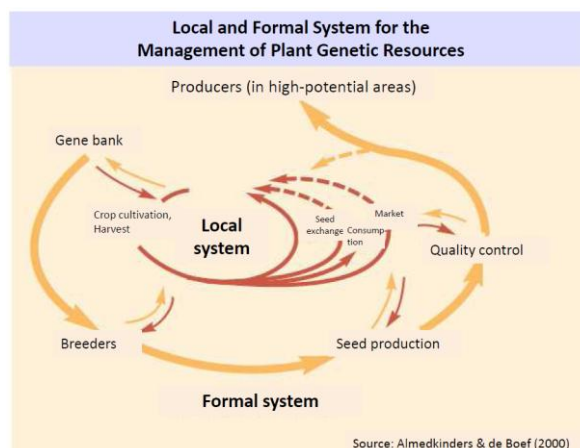 Local and Formal System for the
Management of Plant Genetic Resources
Producers (in high-potential areas)
Gene bank
Crop cultivation,
Harvest
Local
system
Seed
exchange
Consump-
tion
Market
Quality control
Breeders
Seed production
Formal system
Source: Almedkinders & de Boef (2000)